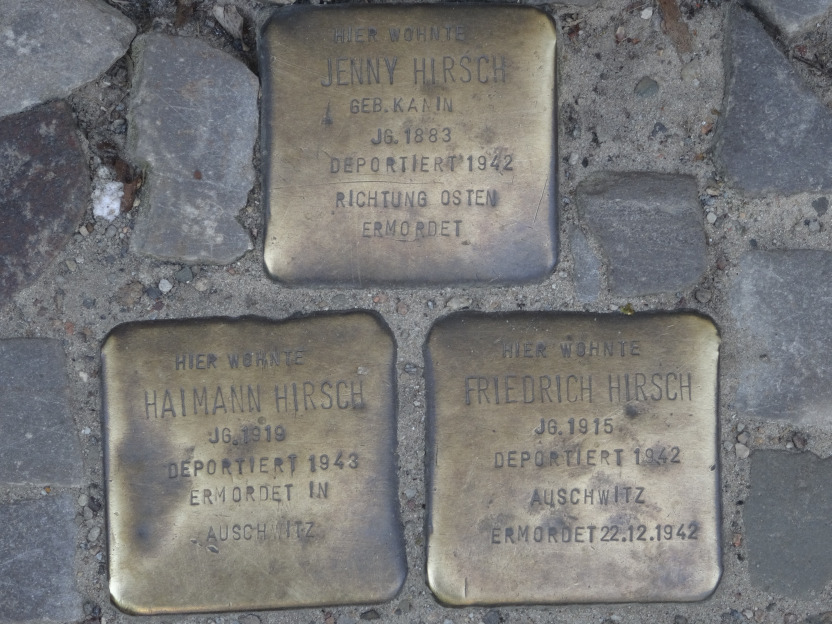 HIER WOHNTE
JENNY HIRSCH
GEB. KANIN
JG. 1883
DEPORTIERT 1942
RICHTUNG OSTEN
ERMORDET
HIER WOHNTE
HAIMANN HIRSCH
JG. 1919
DEPORTIERT 1943
ERMORDET IN
AUSCHWITZ
HIER WOHNTE
FRIEDRICH HIRSCH
JG. 1915
DEPORTIERT 1942
AUSCHWITZ
ERMORDET 22.12.1942